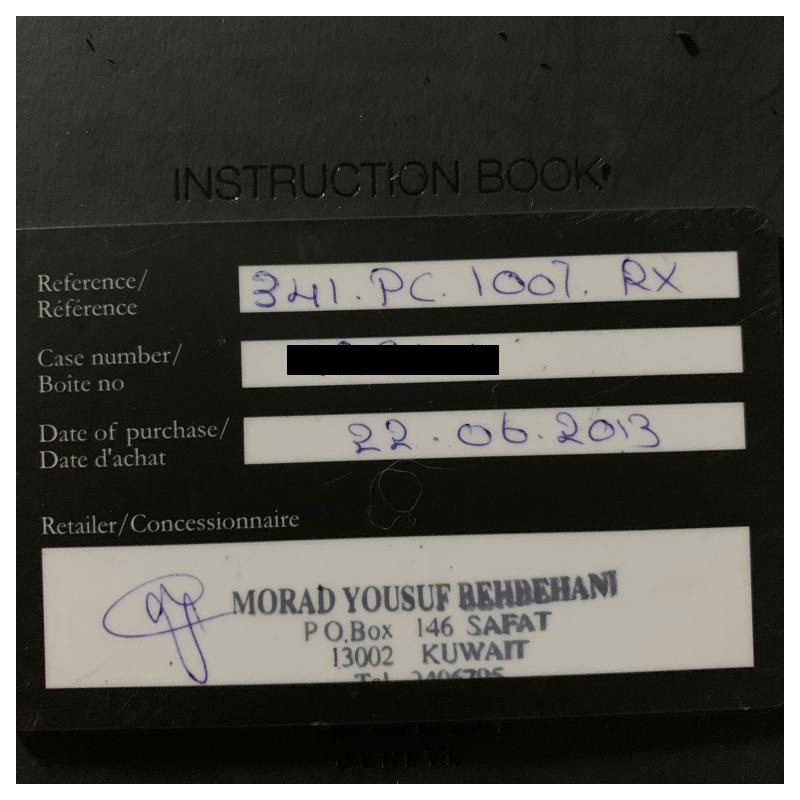 INSTRUCTION BOOK
Reference/ 341.PC.1007.RX
Référence
Case number/
Boîte no
Date of purchase/ 22.06.2013
Date d'achat
Retailer/Concessionnaire
MORAD YOUSUF BEHBEHANI
P O.Box 146 SAFAT
13002 KUWAIT